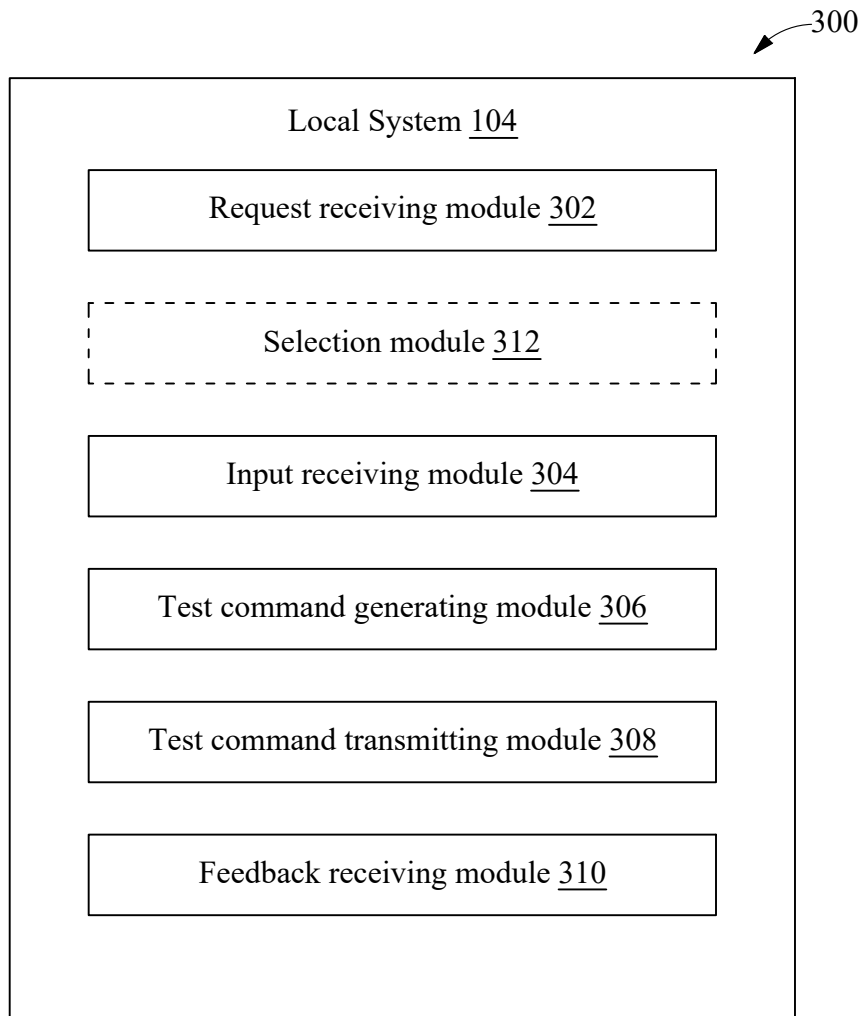 300
Local System 104
Request receiving module 302
Selection module 312
Input receiving module 304
Test command generating module 306
Test command transmitting module 308
Feedback receiving module 310